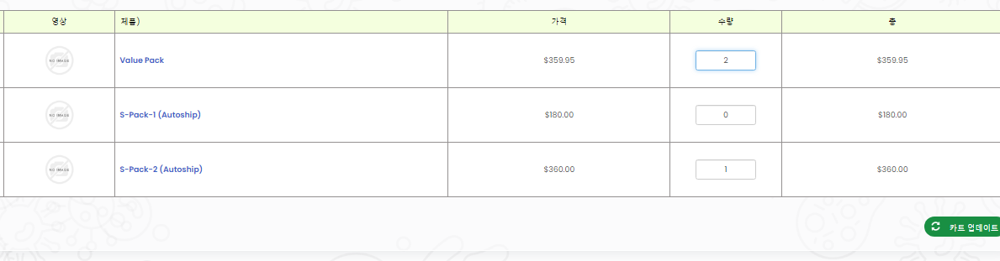 영상 제품) 가격 수량 총
NO IMAGE Value Pack $359.95 2 $359.95
NO IMAGE S-Pack-1 (Autoship) $180.00 0 $180.00
NO IMAGE S-Pack-2 (Autoship) $360.00 1 $360.00
카트 업데이트